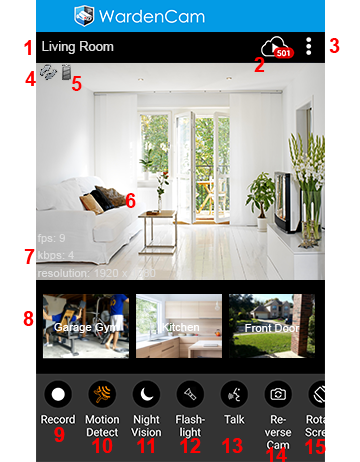 WardenCam
1 Living Room
501
2
3
4
5
6
fps: 9
7 kbps: 4
resolution: 1920 x 1080
8
Garage Gym
Kitchen
Front Door
Record
Motion Detect
Night Vision
Flash-light
Talk
Re-verse Cam
Rota
Scre
9
10
11
12
13
14
15